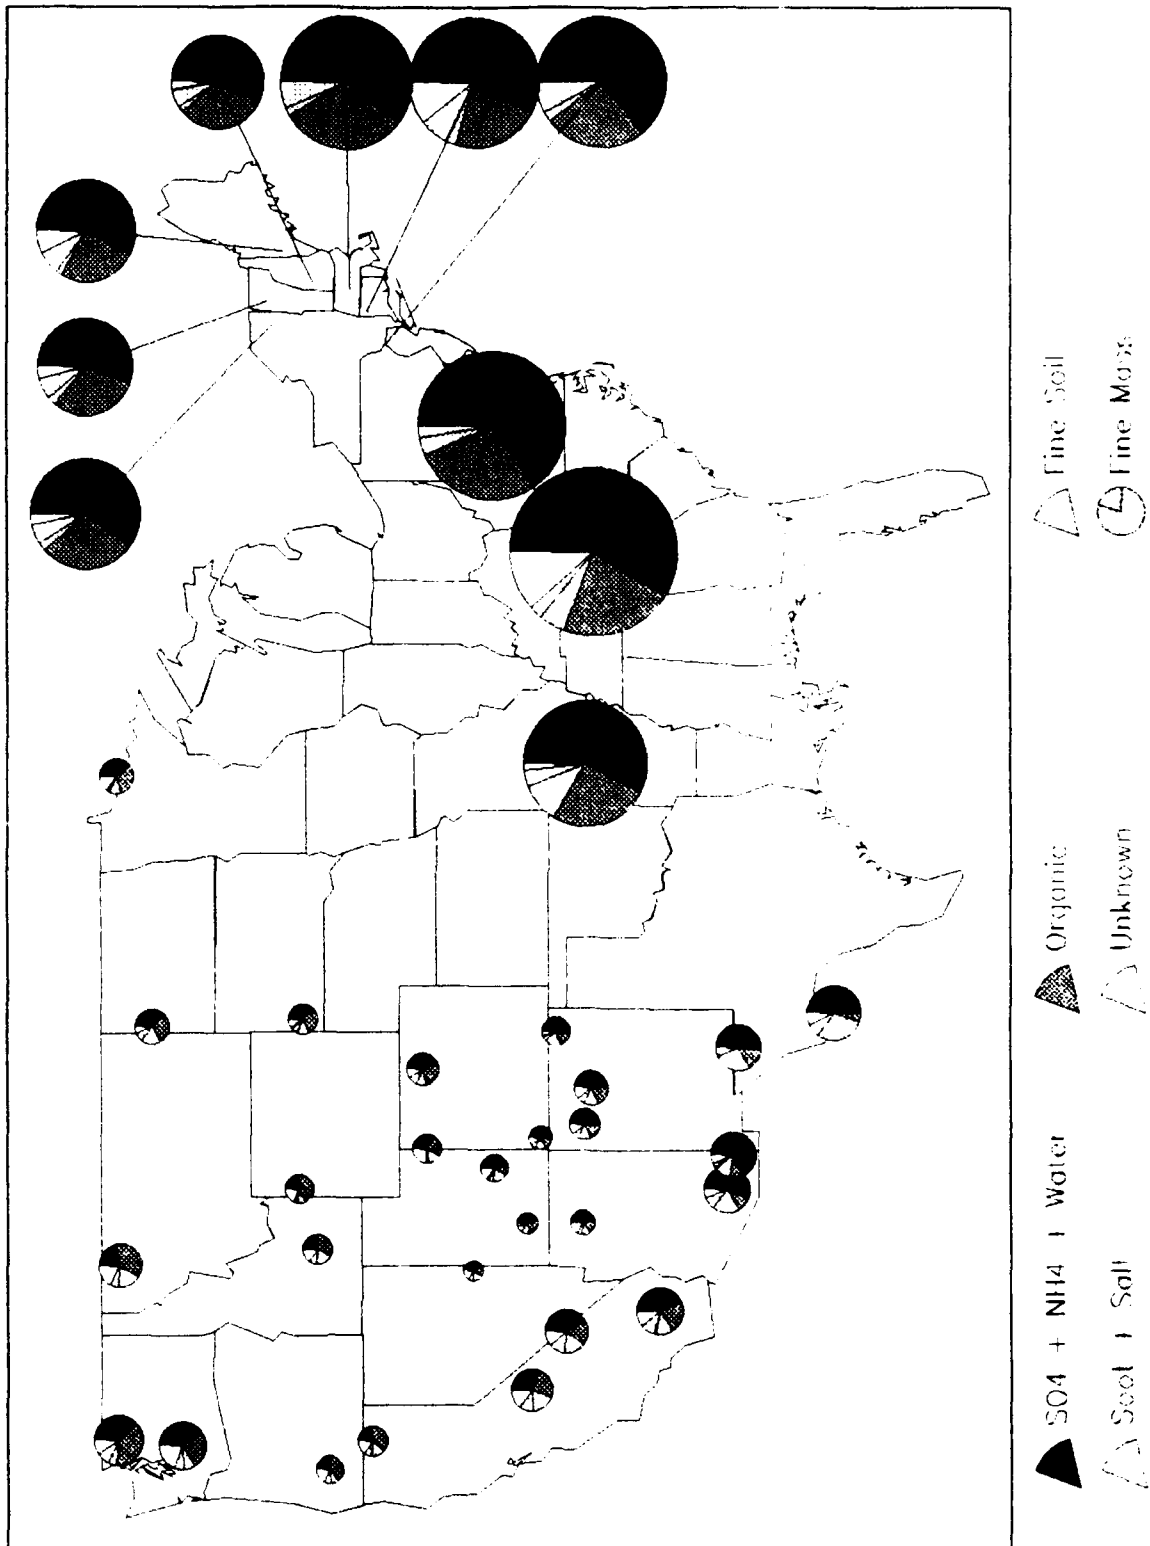 SO4 + NH4 + Water
Organic
Fine Soil
Soot + Salt
Unknown
Fine Mass